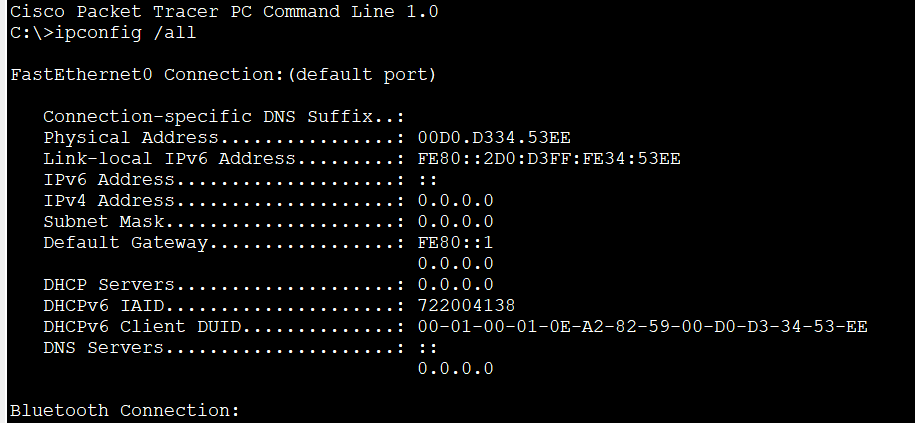 Cisco Packet Tracer PC Command Line 1.0
C:\>ipconfig /all
FastEthernet0 Connection:(default port)
Connection-specific DNS Suffix..:
Physical Address................: 00D0.D334.53EE
Link-local IPv6 Address.........: FE80::2D0:D3FF:FE34:53EE
IPv6 Address....................: ::
IPv4 Address....................: 0.0.0.0
Subnet Mask.....................: 0.0.0.0
Default Gateway.................: FE80::1
0.0.0.0
DHCP Servers....................: 0.0.0.0
DHCPv6 IAID.....................: 722004138
DHCPv6 Client DUID..............: 00-01-00-01-0E-A2-82-59-00-D0-D3-34-53-EE
DNS Servers.....................: ::
0.0.0.0
Bluetooth Connection: